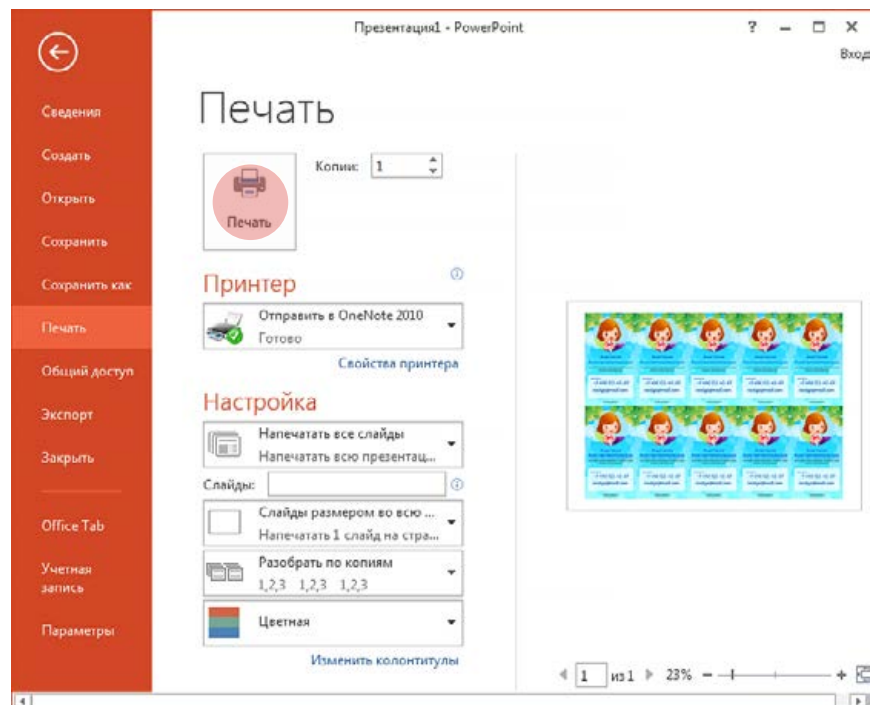 Презентация1 - PowerPoint
Вход
Сведения
Создать
Открыть
Сохранить
Сохранить как
Печать
Общий доступ
Экспорт
Закрыть
Office Tab
Учетная
запись
Параметры
Печать
Копии: 1
Печать
Принтер
Отправить в OneNote 2010
Готово
Свойства принтера
Настройка
Напечатать все слайды
Напечатать всю презентац...
Слайды:
Слайды размером во всю ...
Напечатать 1 слайд на стра...
Разобрать по копиям
1,2,3 1,2,3 1,2,3
Цветная
Изменить колонтитулы
1 из 1 23%